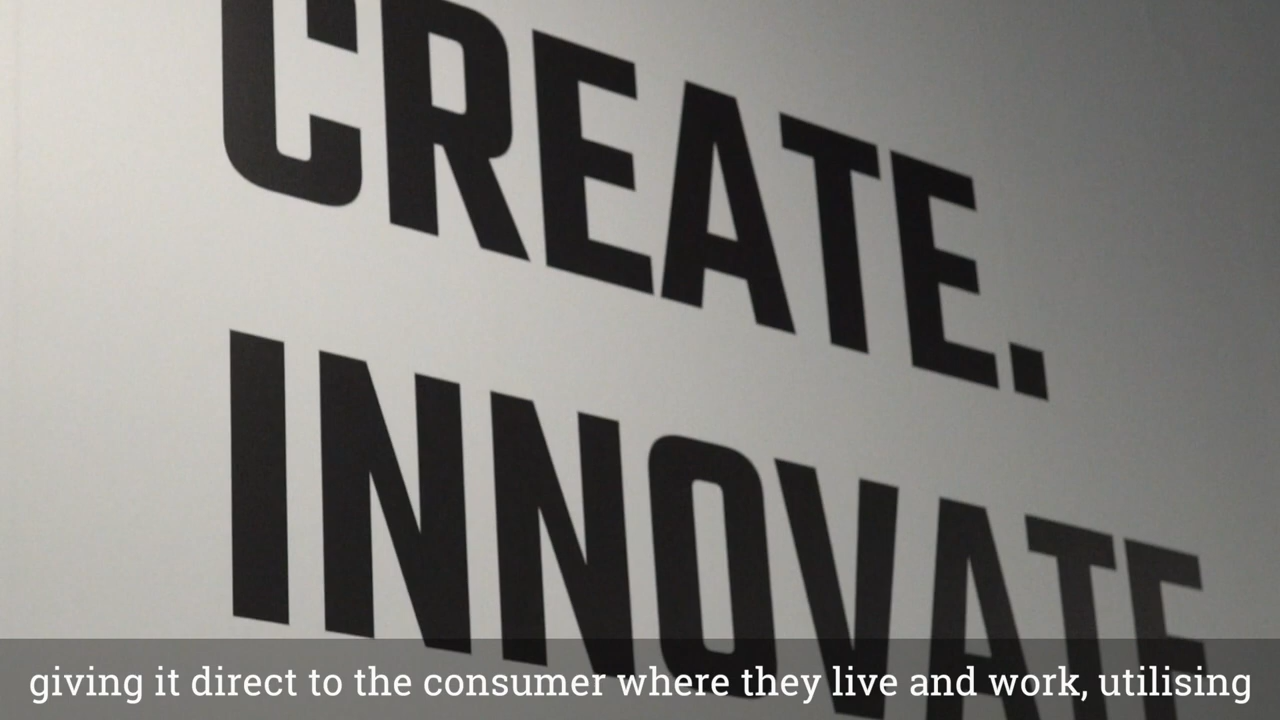 CREATE.
INNOVATE
giving it direct to the consumer where they live and work, utilising